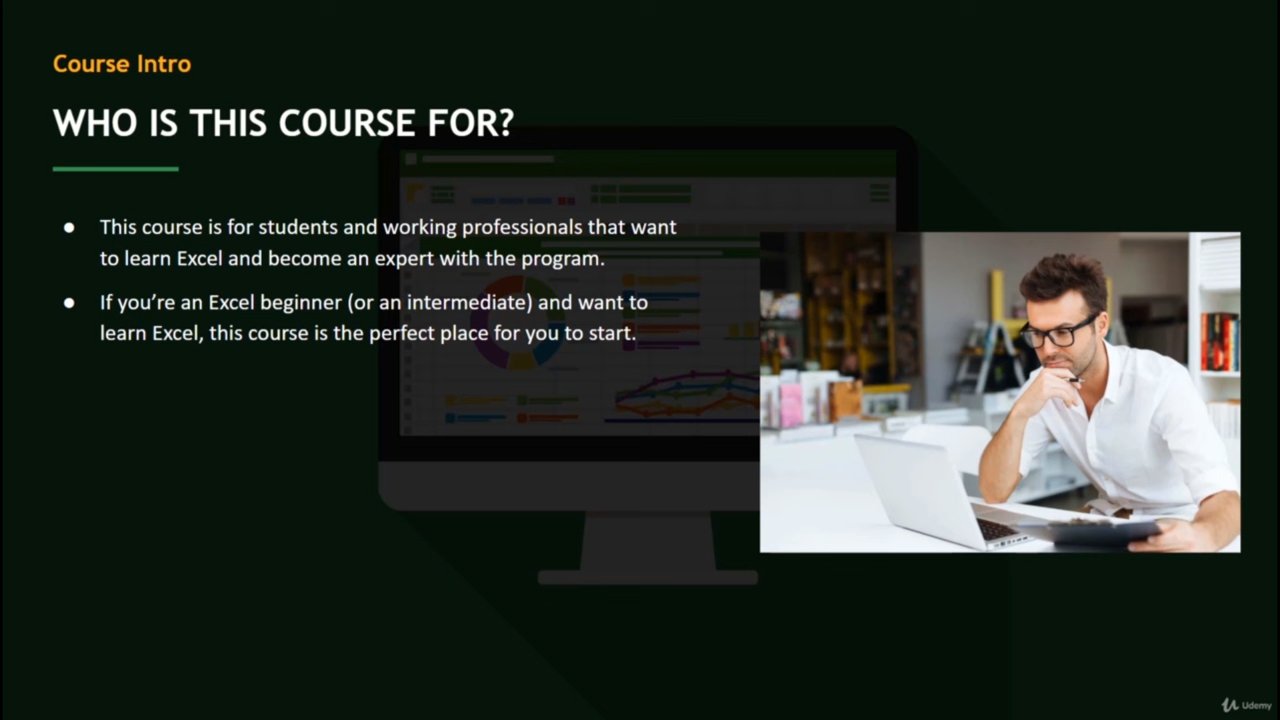 Course Intro
WHO IS THIS COURSE FOR?
● This course is for students and working professionals that want
to learn Excel and become an expert with the program.
● If you’re an Excel beginner (or an intermediate) and want to
learn Excel, this course is the perfect place for you to start.
Udemy